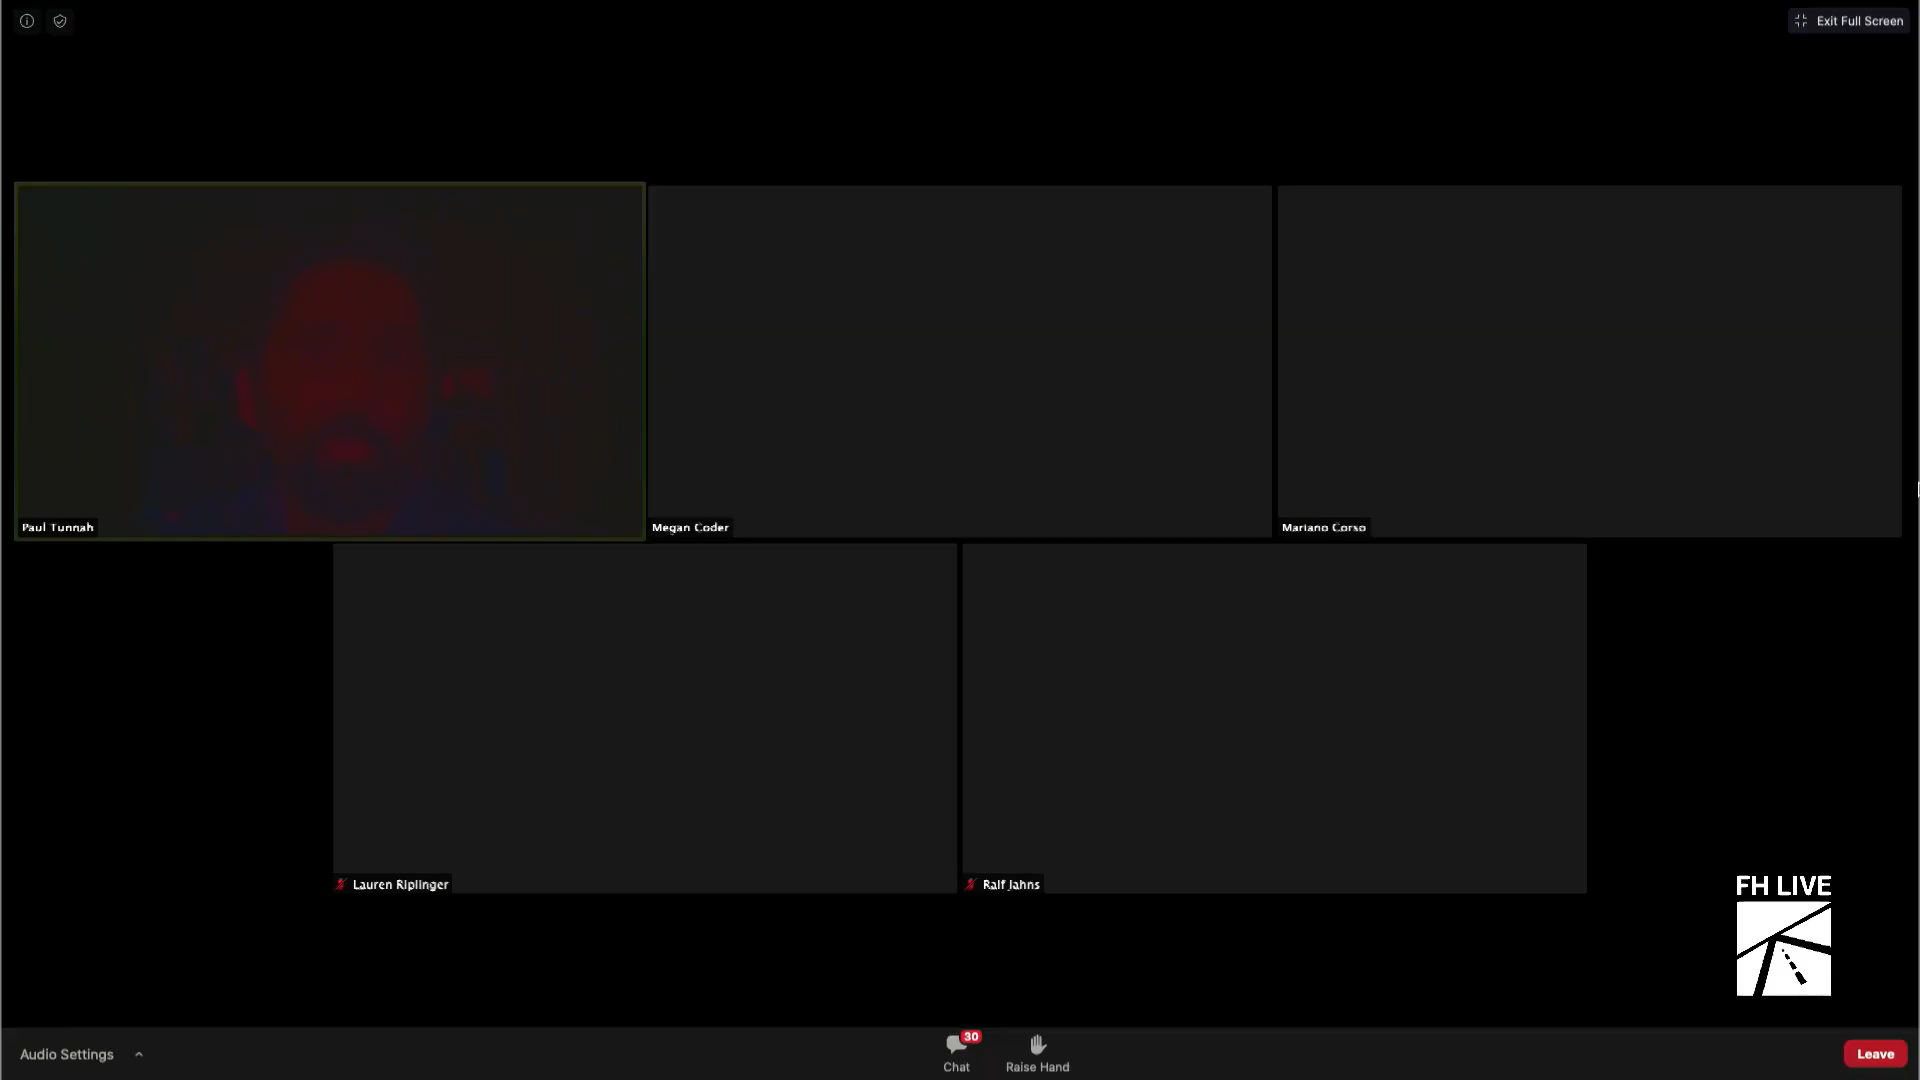 Exit Full Screen
Paul Tunnah
Megan Coder
Mariano Corso
Lauren Riplinger
Ralf Jahns
FH LIVE
Audio Settings
30
Chat
Raise Hand
Leave